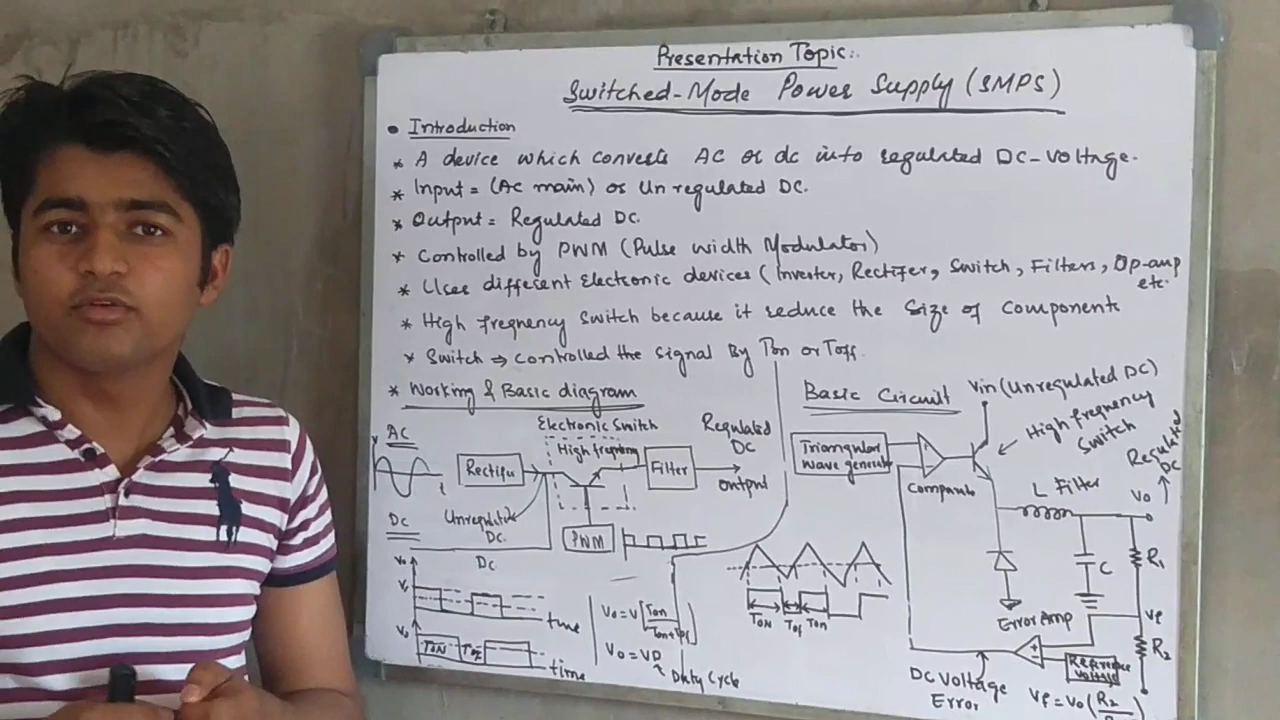 Presentation Topic:.
Switched-Mode Power Supply (SMPS)
• Introduction
* A device which converts AC or dc into regulated DC-Voltage.
* Input = (AC main) or Unregulated DC.
* Output = Regulated DC.
* Controlled by PWM (Pulse width Modulator)
* Uses different Electronic devices (Inverter, Rectifer, Switch, Filters, Op-amp etc.
* High frequency Switch because it reduce the Size of Components
* Switch ⇒ Controlled the Signal By Ton or Toff.
* Working & Basic diagram
Electronic Switch
AC
V
t
Rectifier
High frequency
Filter
Regulated
DC
output
Unregulated
DC.
DC
PWM
DC
Vo
time
Vo
TON Toff
time
Vo = V[Ton
Vo = VD
Duty Cycle
Basic Circuit
Vin (Unregulated DC)
High frequency
Switch
Regulated
DC
Triangular
wave generator
L Filter
Vo
C
R1
TON Toff Ton
Error Amp
Vf
R2
Reference
Voltage
DC Voltage
Error
Vf = Vo(R2